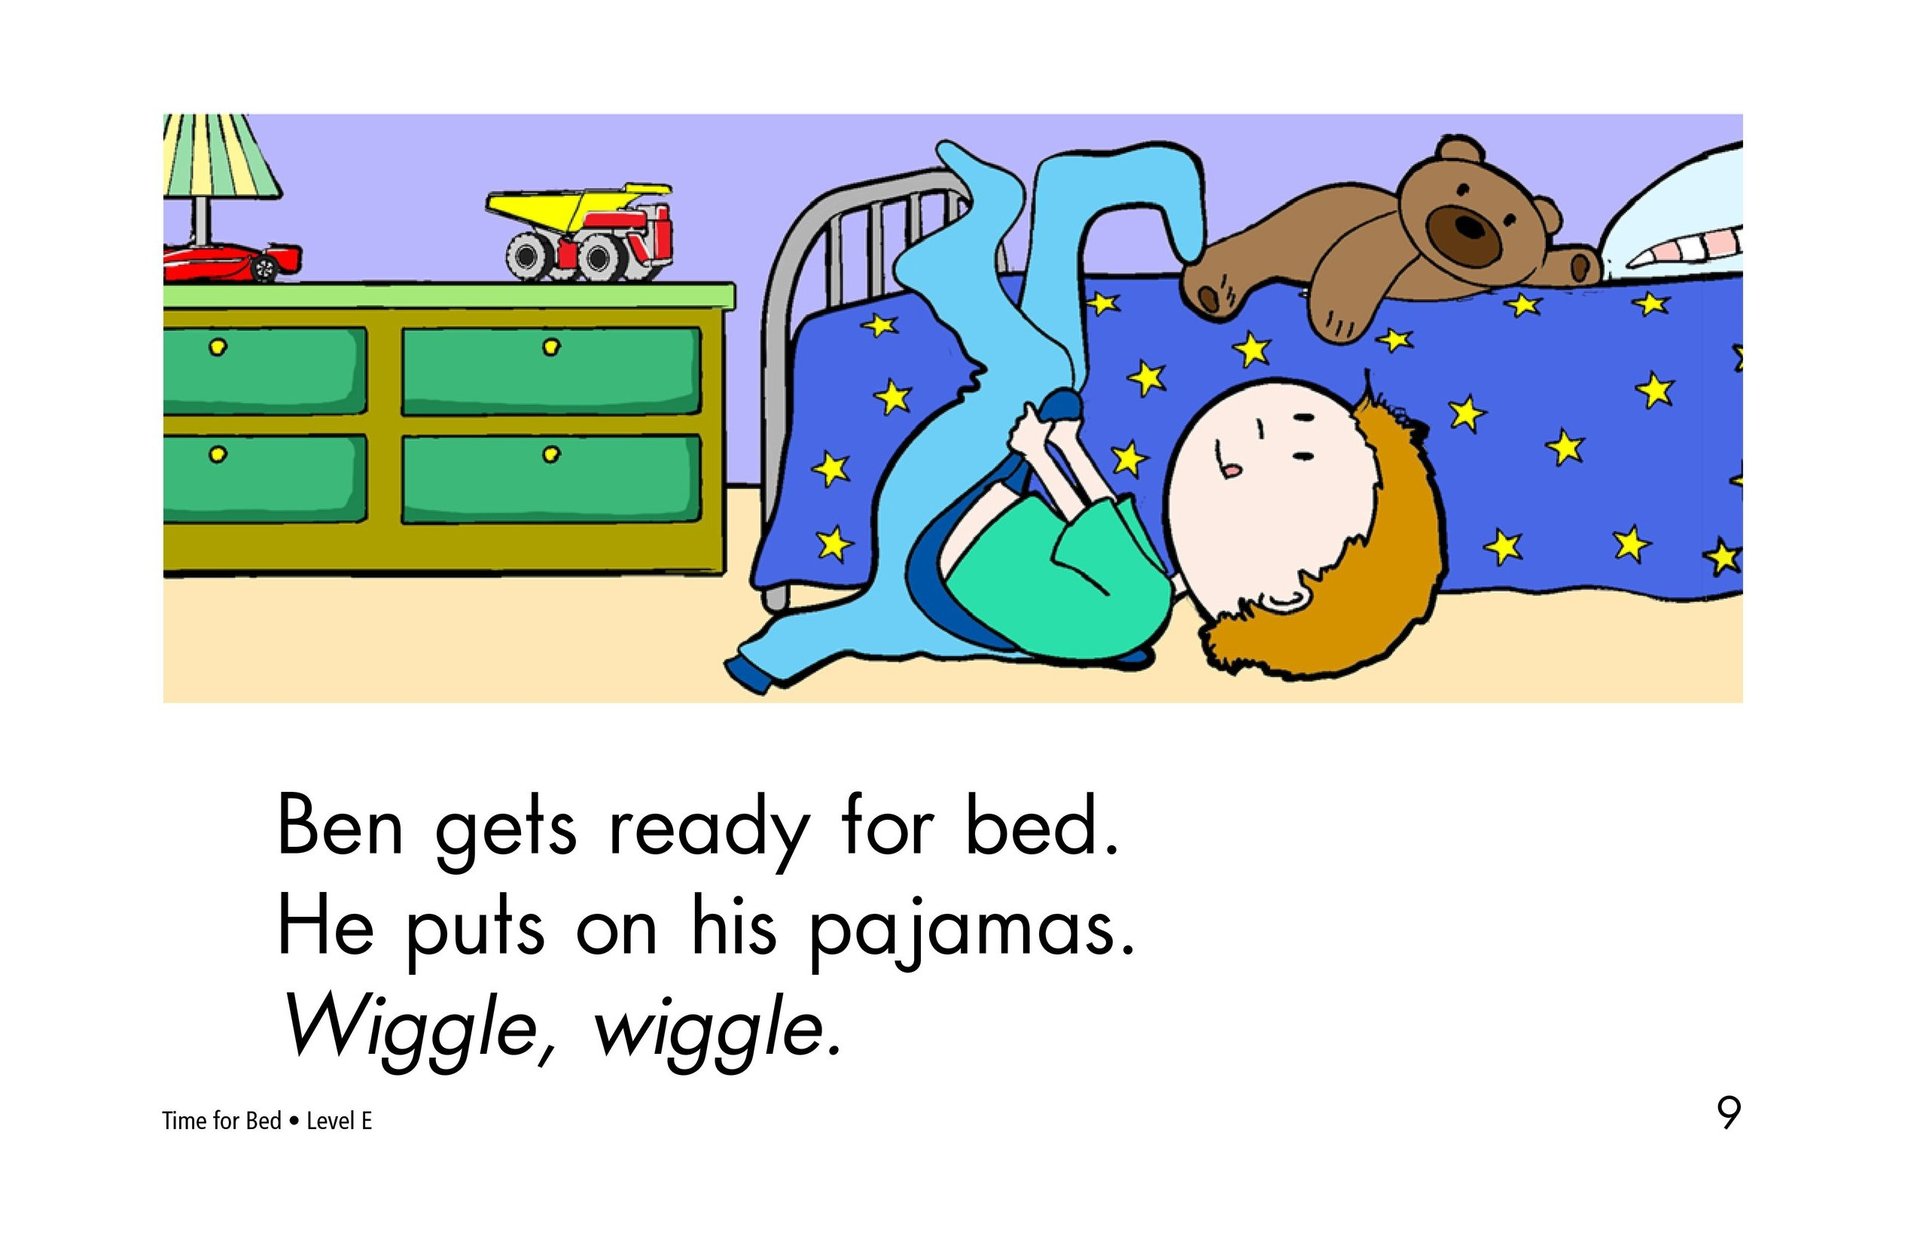 Ben gets ready for bed.
He puts on his pajamas.
Wiggle, wiggle.
Time for Bed • Level E
9